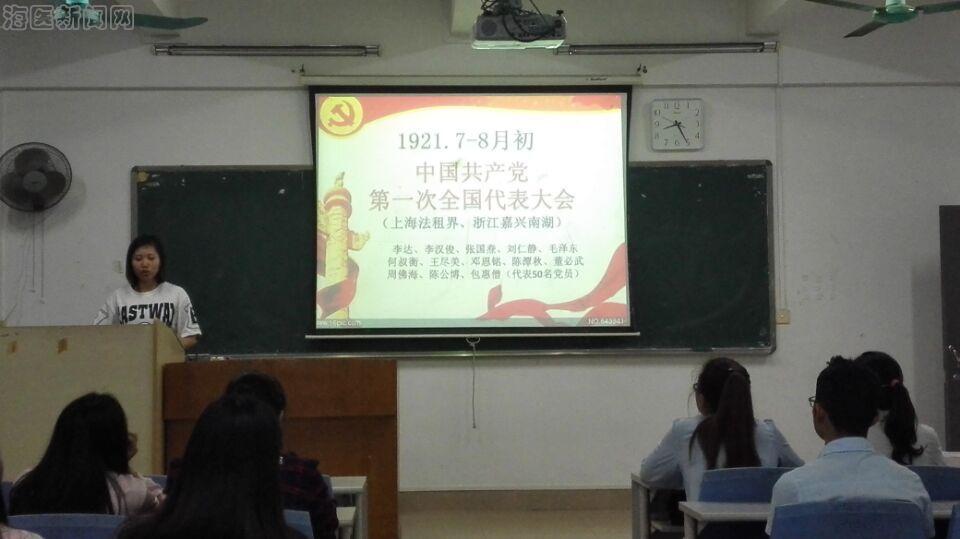 海医新闻网
1921.7-8月初
中国共产党
第一次全国代表大会
（上海法租界、浙江嘉兴南湖）
李达、李汉俊、张国焘、刘仁静、毛泽东
何叔衡、王尽美、邓恩铭、陈潭秋、董必武
周佛海、陈公博、包惠僧（代表50名党员）
EASTWAY